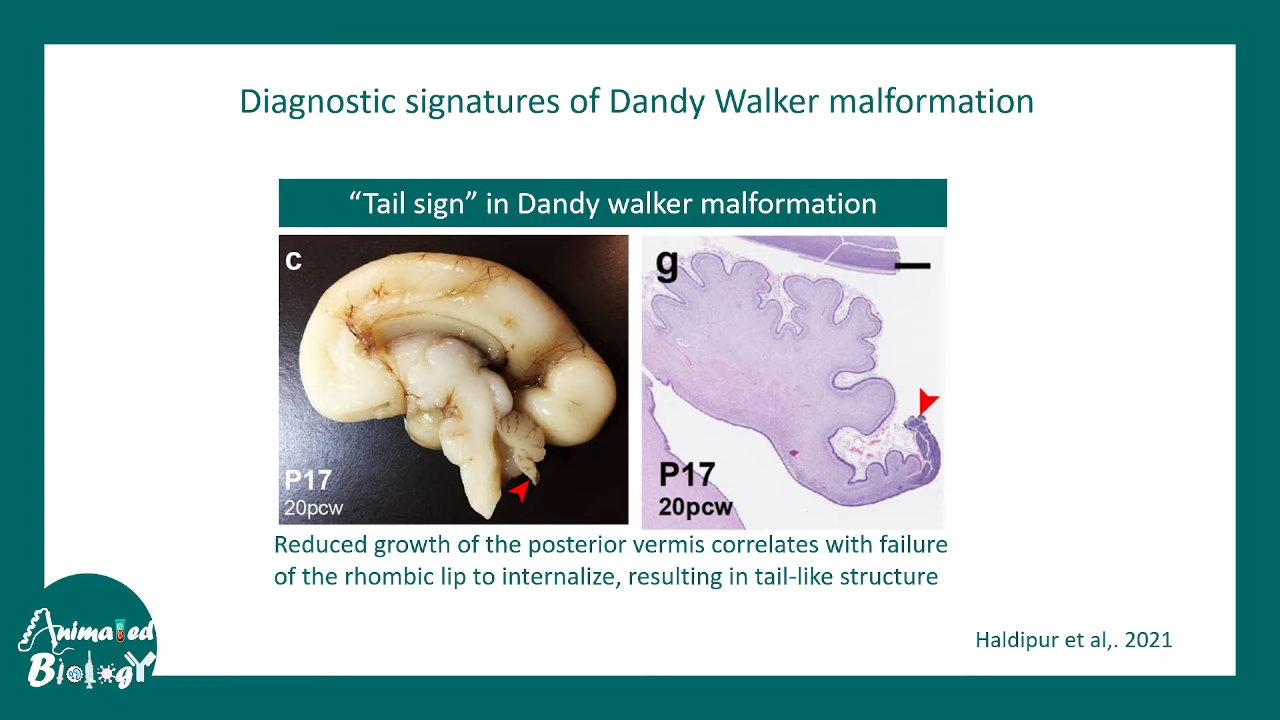 Diagnostic signatures of Dandy Walker malformation
“Tail sign” in Dandy walker malformation
c
g
P17
20pcw
P17
20pcw
Reduced growth of the posterior vermis correlates with failure
of the rhombic lip to internalize, resulting in tail-like structure
Haldipur et al,. 2021
Animated
Biology